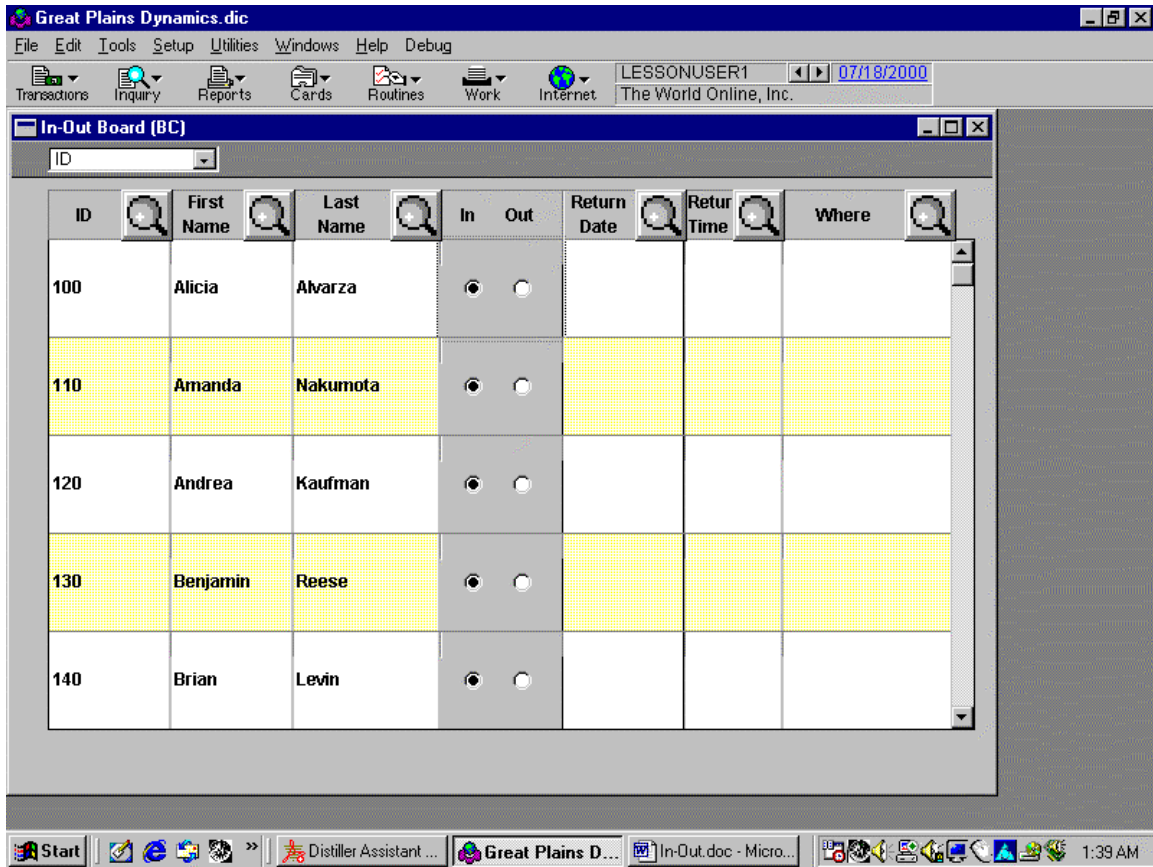 Great Plains Dynamics.dic
File Edit Tools Setup Utilities Windows Help Debug
Transactions Inquiry Reports Cards Routines Work Internet
LESSONUSER1 07/18/2000
The World Online, Inc.
In-Out Board (BC)
ID
ID First Name Last Name In Out Return Date Retur Time Where
100 Alicia Alvarza
110 Amanda Nakumota
120 Andrea Kaufman
130 Benjamin Reese
140 Brian Levin
Start » Distiller Assistant ... Great Plains D... In-Out.doc - Micro... 1:39 AM